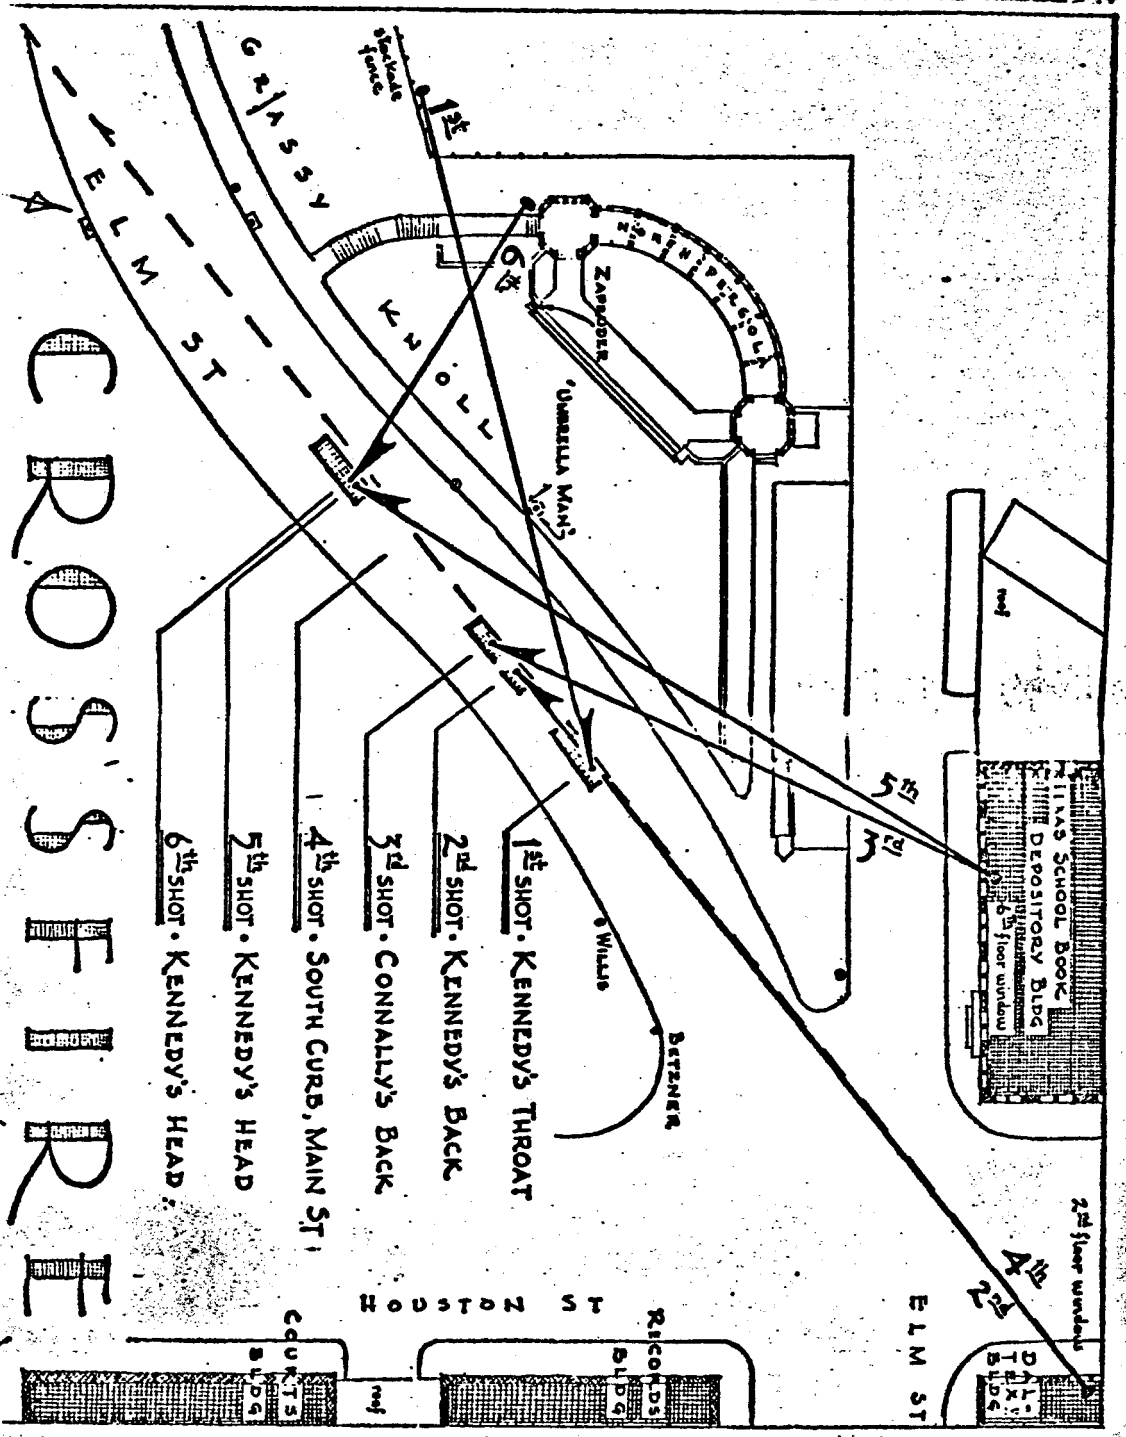 CROSSFIRE
1st SHOT • KENNEDY'S THROAT
2nd SHOT • KENNEDY'S BACK
3rd SHOT • CONNALLY'S BACK
4th SHOT • SOUTH CURB, MAIN ST.
5th SHOT • KENNEDY'S HEAD
6th SHOT • KENNEDY'S HEAD
stockade
fence
1st
GRASSY
KNOLL
ELM ST
NORTH PERGOLA
ZAPRUDER
6th
"UMBRELLA MAN"
roof
TEXAS SCHOOL BOOK
DEPOSITORY BLDG
6th floor window
5th
3rd
WILLIS
BETZNER
2nd floor window
4th
2nd
DAL-
TEX
BLDG
ELM ST
HOUSTON ST
RECORDS
BLDG
roof
COURTS
BLDG